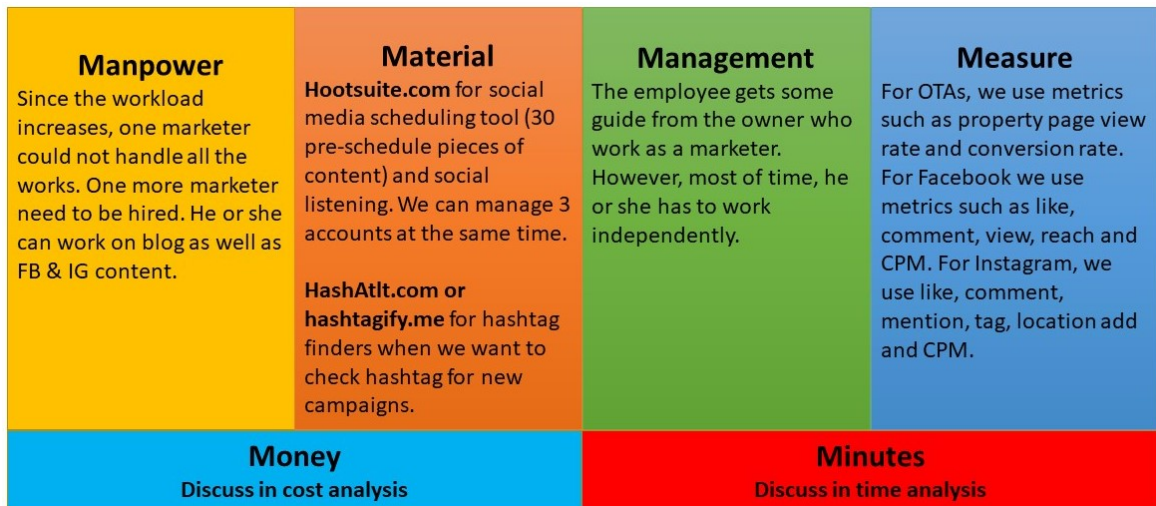 Manpower
Since the workload
increases, one marketer
could not handle all the
works. One more marketer
need to be hired. He or she
can work on blog as well as
FB & IG content.
Material
Hootsuite.com for social
media scheduling tool (30
pre-schedule pieces of
content) and social
listening. We can manage 3
accounts at the same time.
HashAtlt.com or
hashtagify.me for hashtag
finders when we want to
check hashtag for new
campaigns.
Management
The employee gets some
guide from the owner who
work as a marketer.
However, most of time, he
or she has to work
independently.
Measure
For OTAs, we use metrics
such as property page view
rate and conversion rate.
For Facebook we use
metrics such as like,
comment, view, reach and
CPM. For Instagram, we
use like, comment,
mention, tag, location add
and CPM.
Money
Discuss in cost analysis
Minutes
Discuss in time analysis